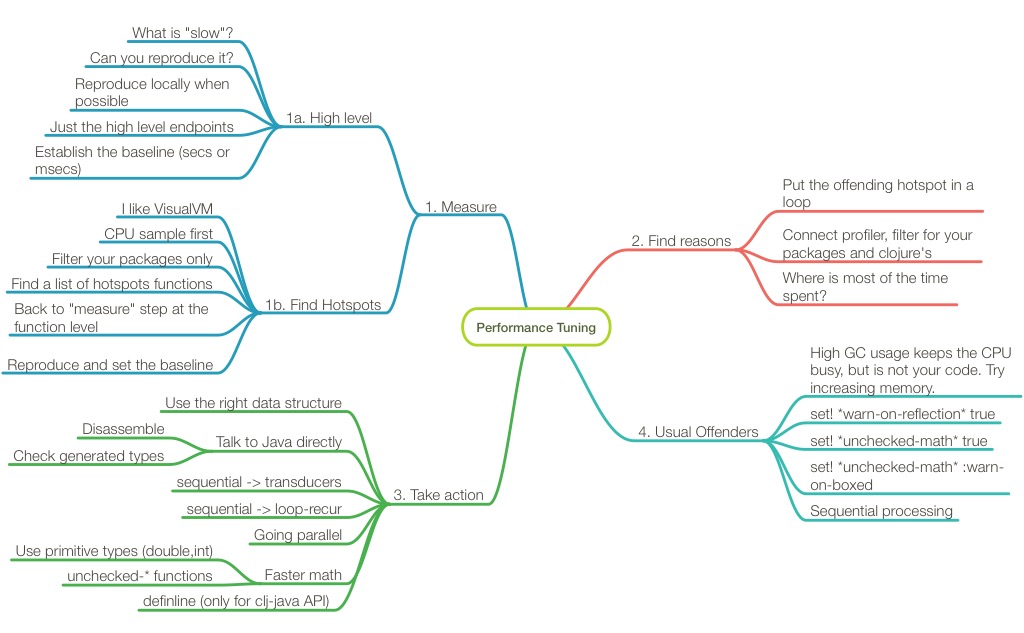 What is "slow"?
Can you reproduce it?
Reproduce locally when
possible
Just the high level endpoints
Establish the baseline (secs or
msecs)
1a. High level
I like VisualVM
CPU sample first
Filter your packages only
Find a list of hotspots functions
Back to "measure" step at the
function level
Reproduce and set the baseline
1b. Find Hotspots
1. Measure
2. Find reasons
Put the offending hotspot in a
loop
Connect profiler, filter for your
packages and clojure's
Where is most of the time
spent?
Performance Tuning
Use the right data structure
Disassemble
Check generated types
Talk to Java directly
sequential -> transducers
sequential -> loop-recur
Going parallel
Use primitive types (double,int)
unchecked-* functions
Faster math
definline (only for clj-java API)
3. Take action
4. Usual Offenders
High GC usage keeps the CPU
busy, but is not your code. Try
increasing memory.
set! *warn-on-reflection* true
set! *unchecked-math* true
set! *unchecked-math* :warn-
on-boxed
Sequential processing